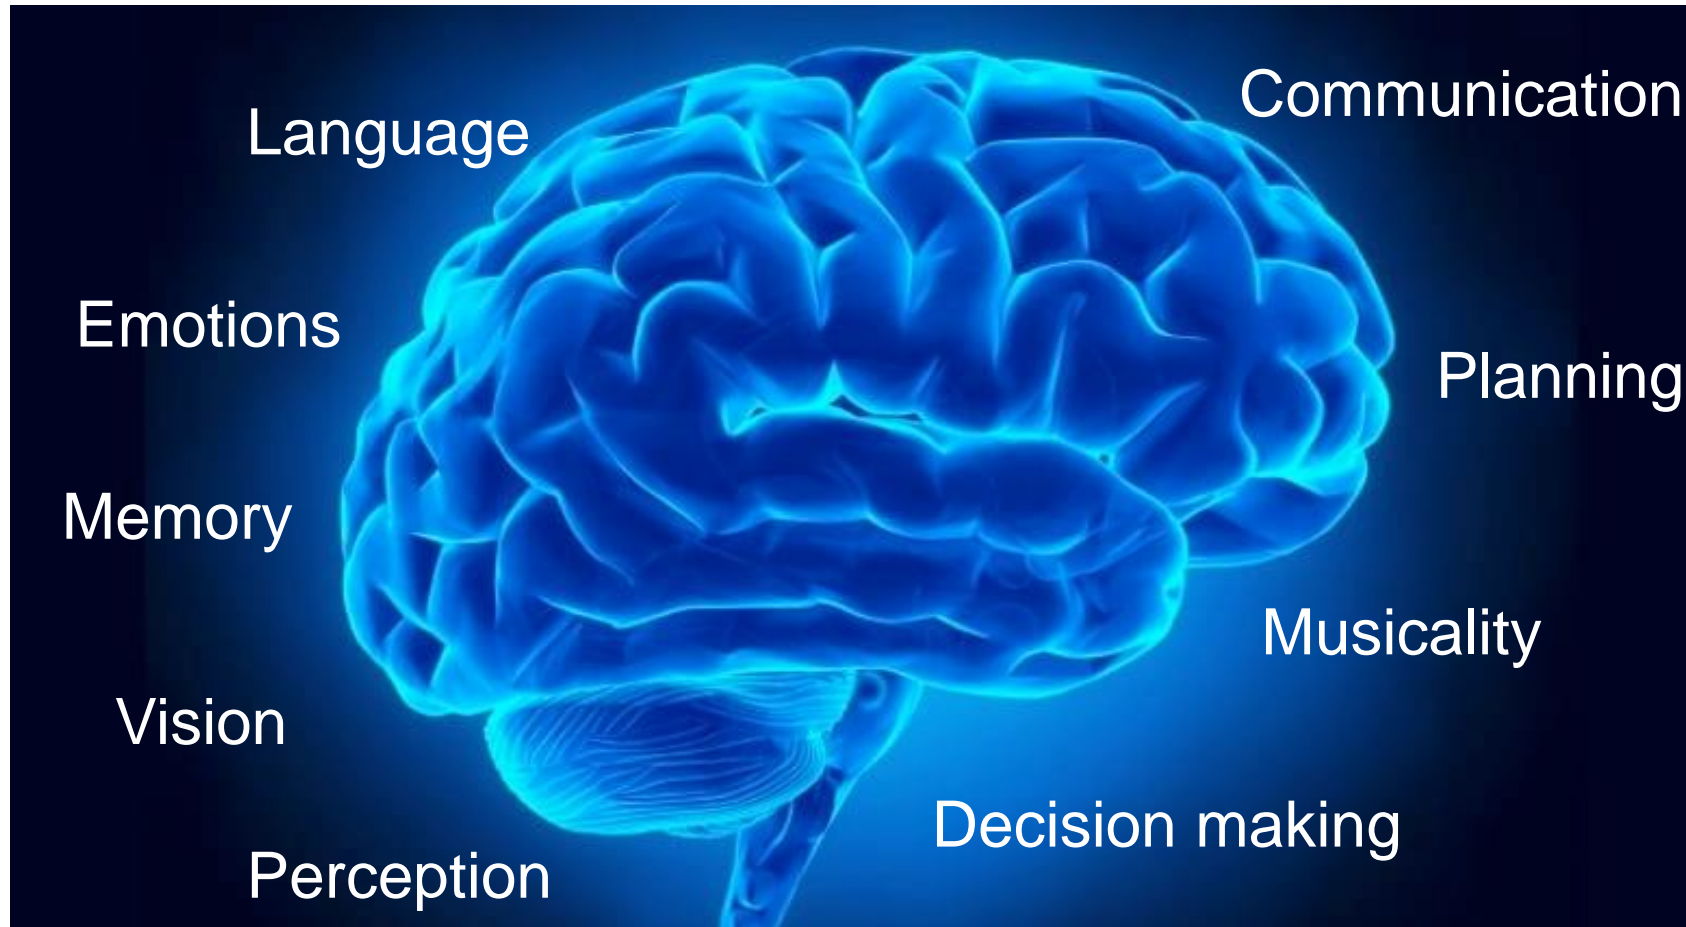 Communication
Language
Emotions
Planning
Memory
Musicality
Vision
Decision making
Perception